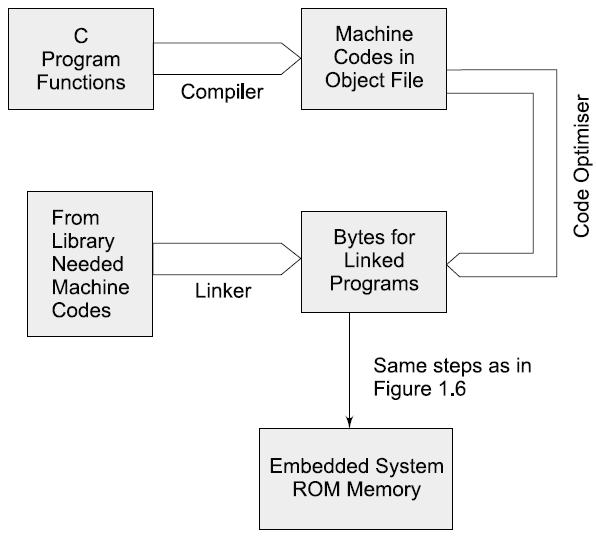 C
Program
Functions
Compiler
Machine
Codes in
Object File
Code Optimiser
From
Library
Needed
Machine
Codes
Linker
Bytes for
Linked
Programs
Same steps as in
Figure 1.6
Embedded System
ROM Memory